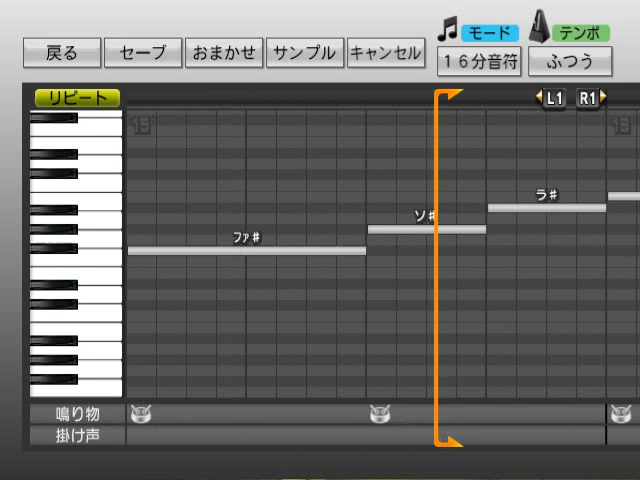 モード
テンポ
戻る
セーブ
おまかせ
サンプル
キャンセル
16分音符
ふつう
リピート
L1
R1
15
15
ラ#
ソ#
ファ#
鳴り物
掛け声